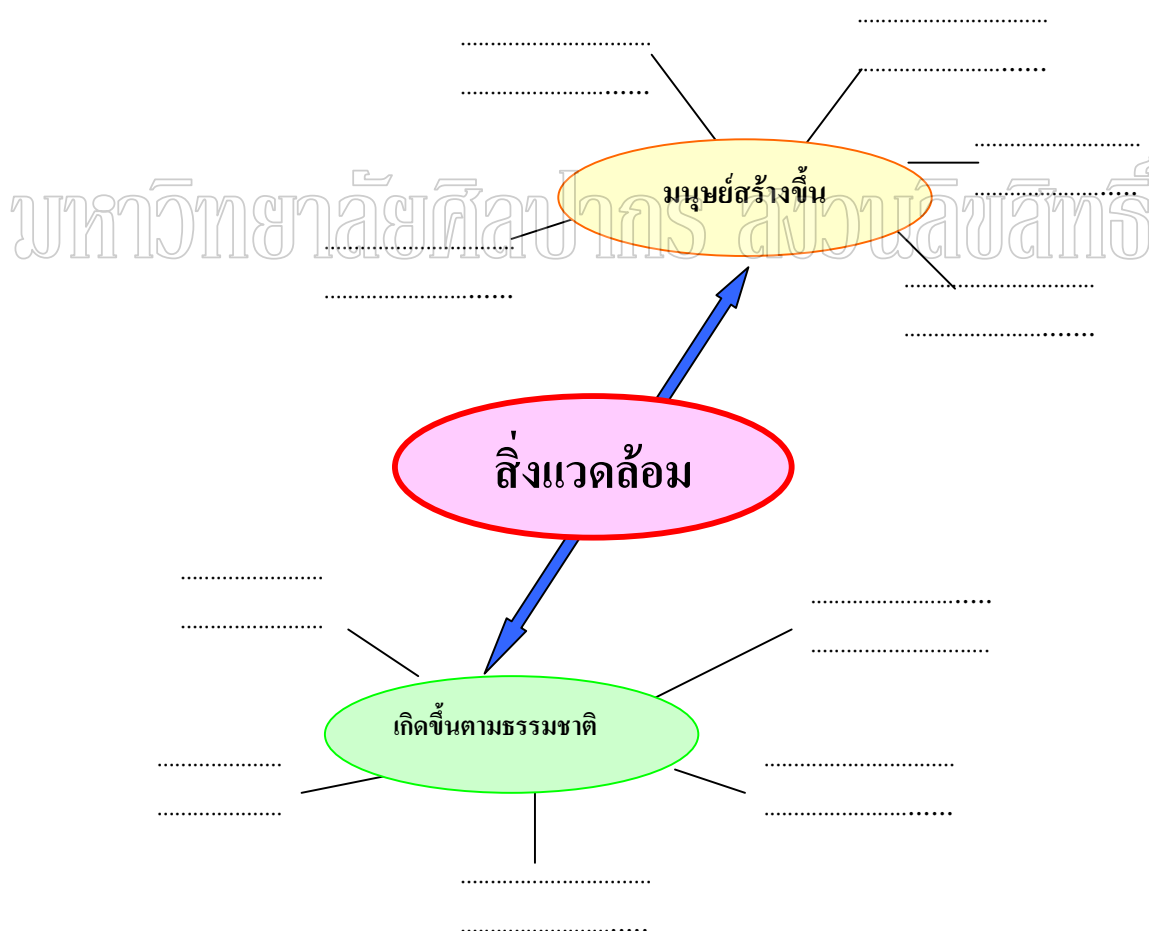 มนุษย์สร้างขึ้น
มหาวิทยาลัยศิลปากร สงวนลิขสิทธิ์
สิ่งแวดล้อม
เกิดขึ้นตามธรรมชาติ